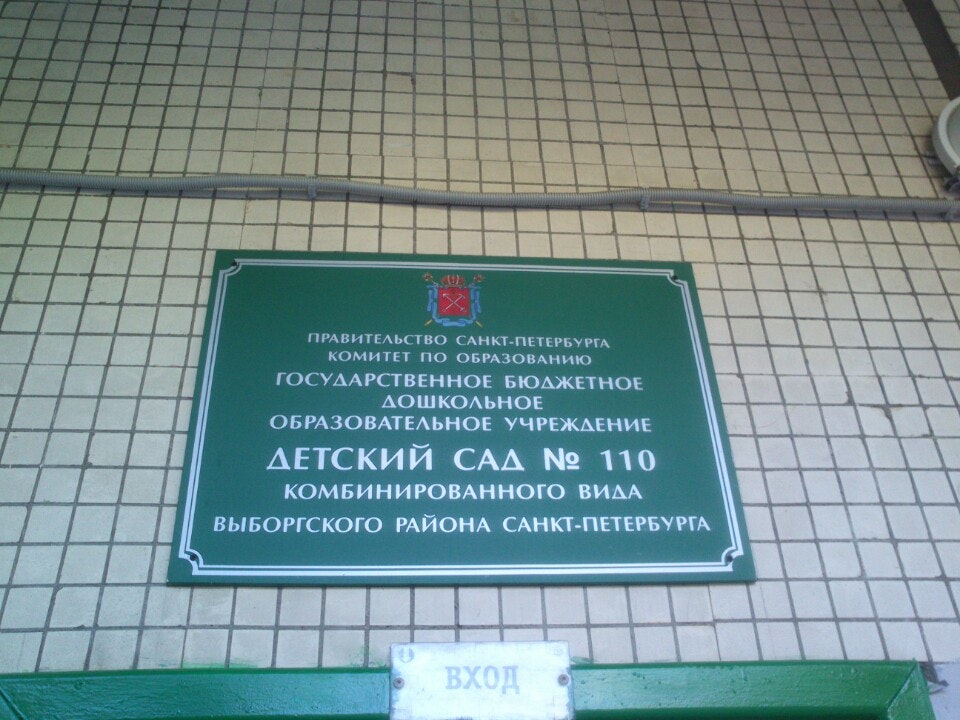 ПРАВИТЕЛЬСТВО САНКТ-ПЕТЕРБУРГА
КОМИТЕТ ПО ОБРАЗОВАНИЮ
ГОСУДАРСТВЕННОЕ БЮДЖЕТНОЕ
ДОШКОЛЬНОЕ
ОБРАЗОВАТЕЛЬНОЕ УЧРЕЖДЕНИЕ
ДЕТСКИЙ САД № 110
КОМБИНИРОВАННОГО ВИДА
ВЫБОРГСКОГО РАЙОНА САНКТ-ПЕТЕРБУРГА
ВХОД